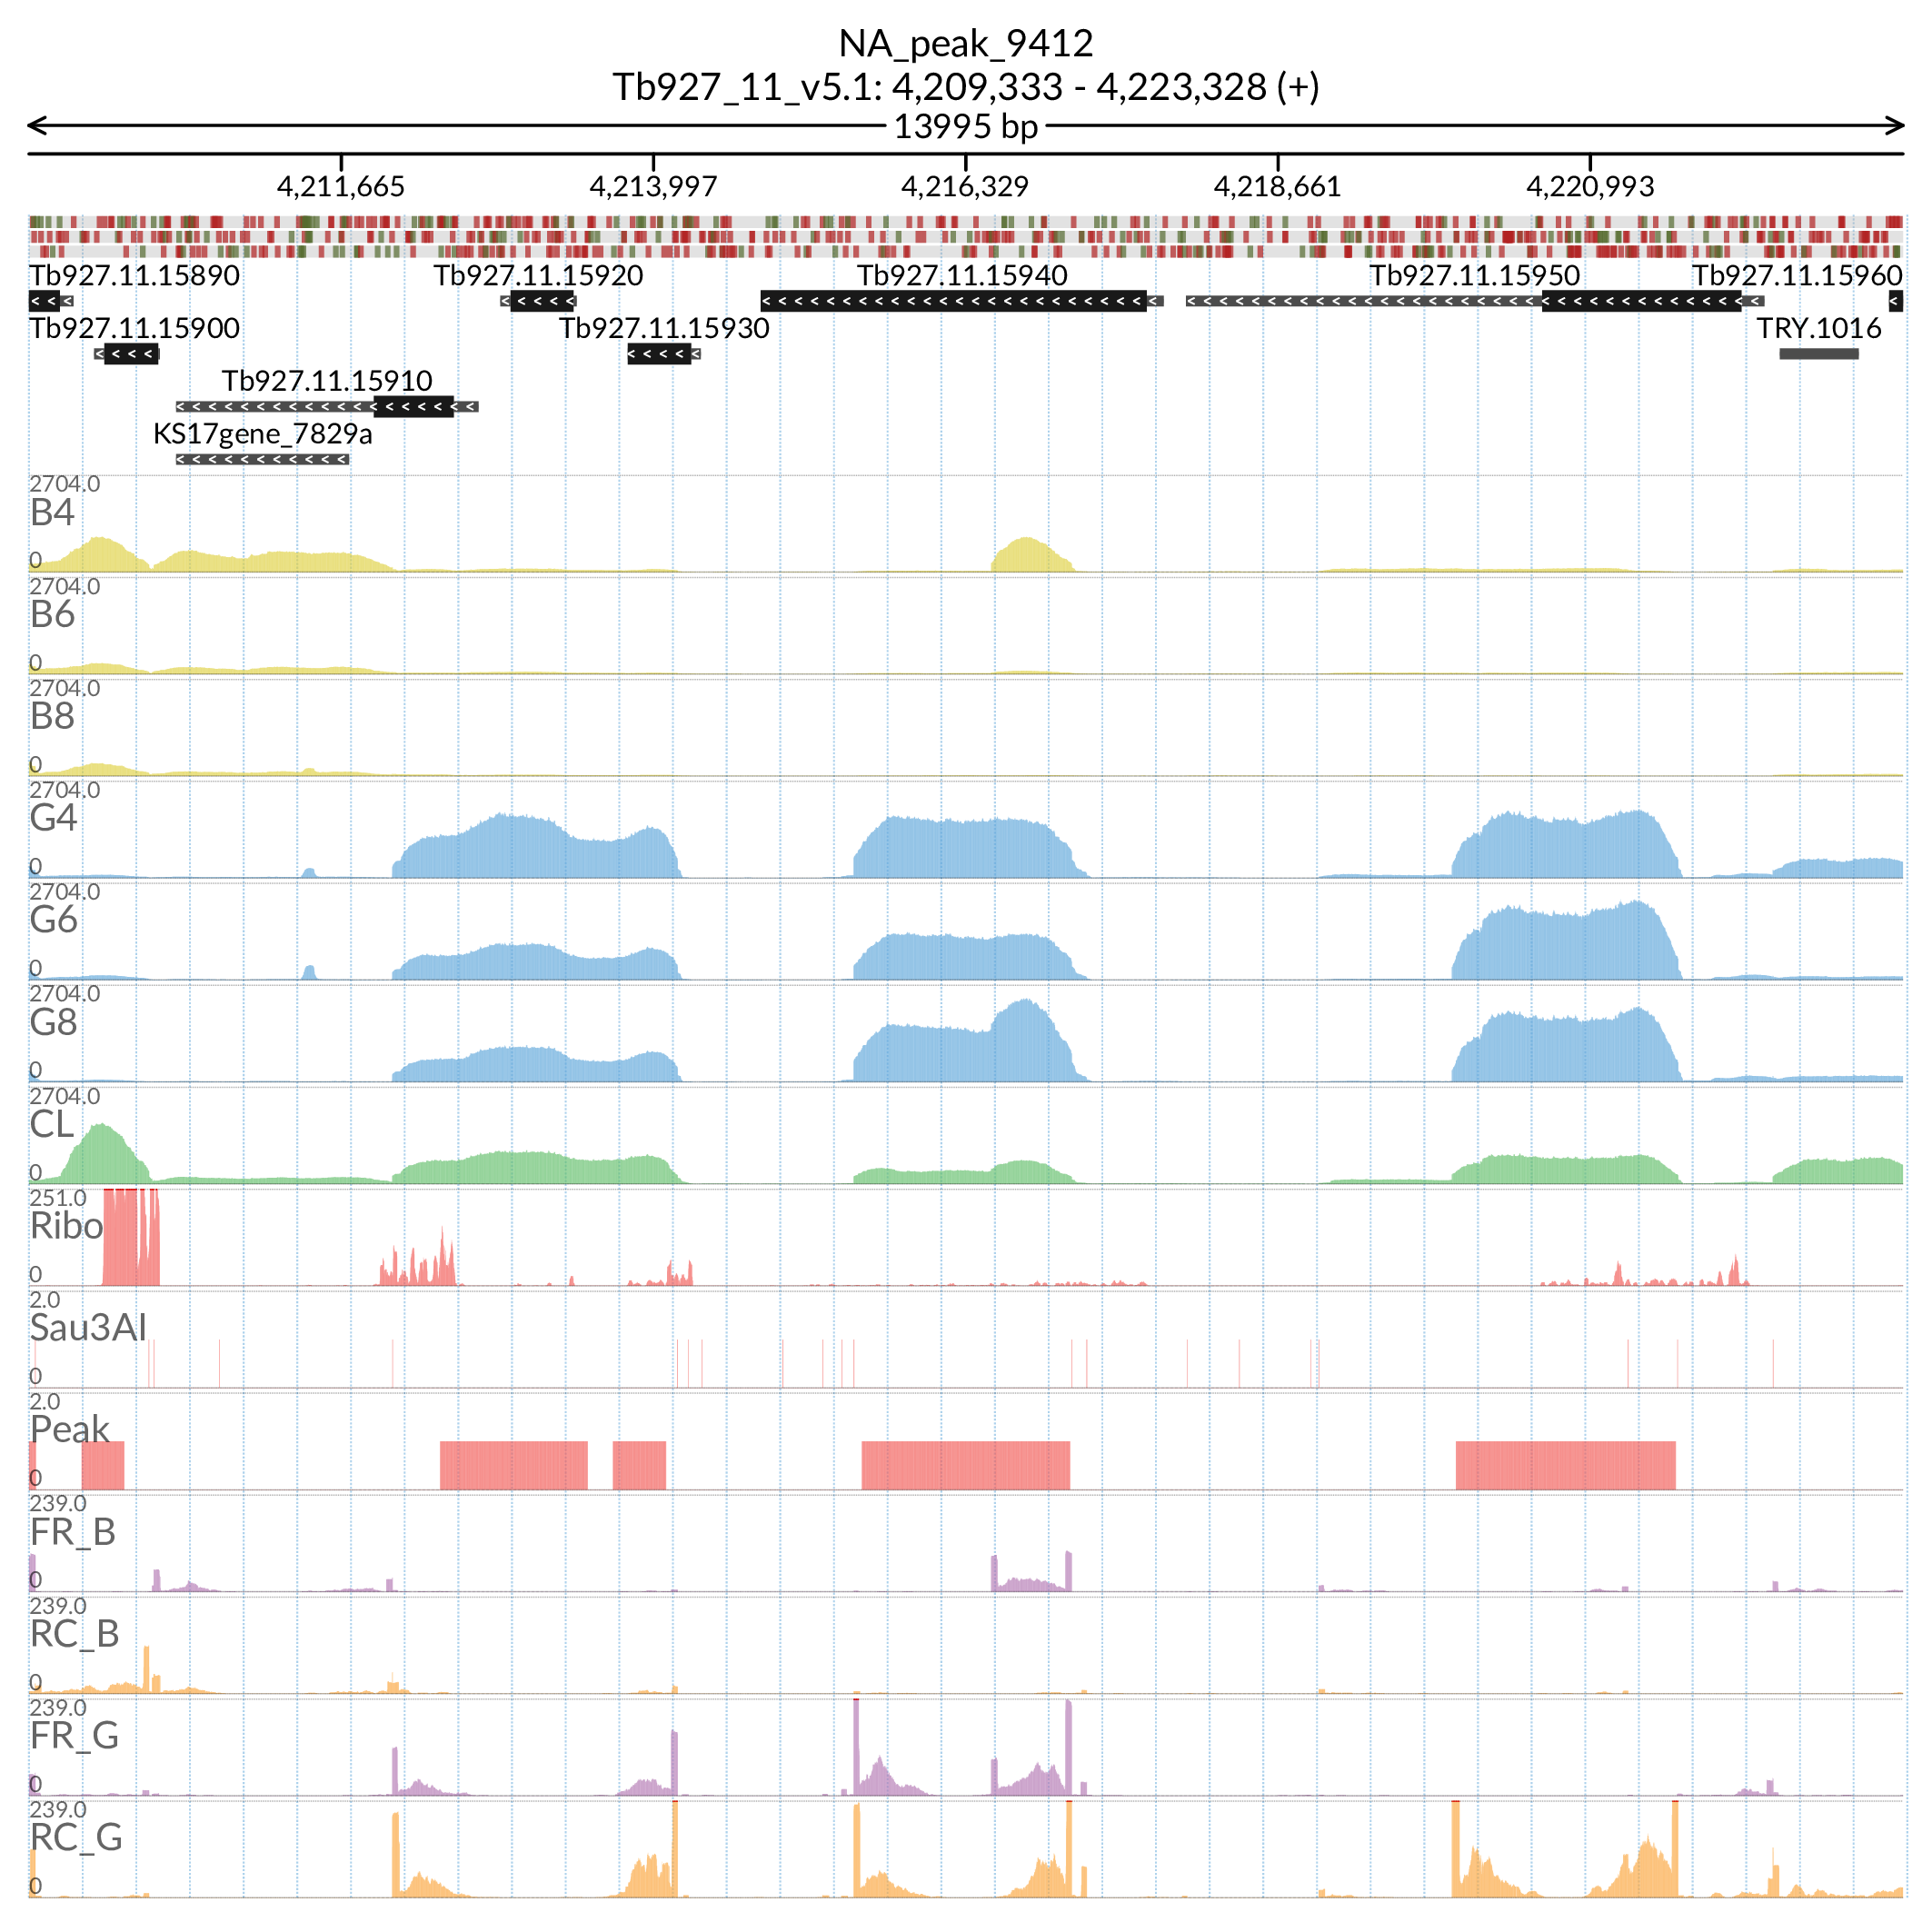 NA_peak_9412
Tb927_11_v5.1: 4,209,333 - 4,223,328 (+)
13995 bp
4,211,665 4,213,997 4,216,329 4,218,661 4,220,993
Tb927.11.15890 Tb927.11.15920 Tb927.11.15940 Tb927.11.15950 Tb927.11.15960
Tb927.11.15900 Tb927.11.15930 TRY.1016
Tb927.11.15910
KS17gene_7829a
2704.0
B4
0
2704.0
B6
0
2704.0
B8
0
2704.0
G4
0
2704.0
G6
0
2704.0
G8
0
2704.0
CL
0
251.0
Ribo
0
2.0
Sau3AI
0
2.0
Peak
0
239.0
FR_B
0
239.0
RC_B
0
239.0
FR_G
0
239.0
RC_G
0